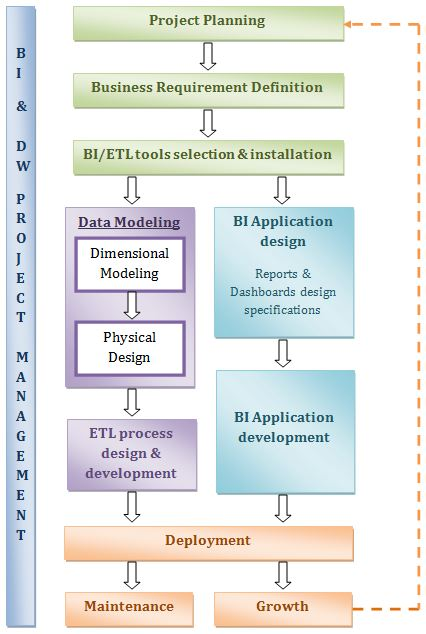 BI & DW PROJECT MANAGEMENT
Project Planning
Business Requirement Definition
BI/ETL tools selection & installation
Data Modeling
Dimensional
Modeling
Physical
Design
ETL process
design &
development
BI Application
design
Reports &
Dashboards design
specifications
BI Application
development
Deployment
Maintenance
Growth